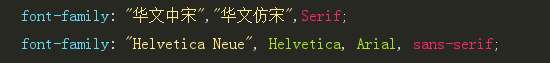 font-family: "华文中宋","华文仿宋",Serif;
font-family: "Helvetica Neue", Helvetica, Arial, sans-serif;